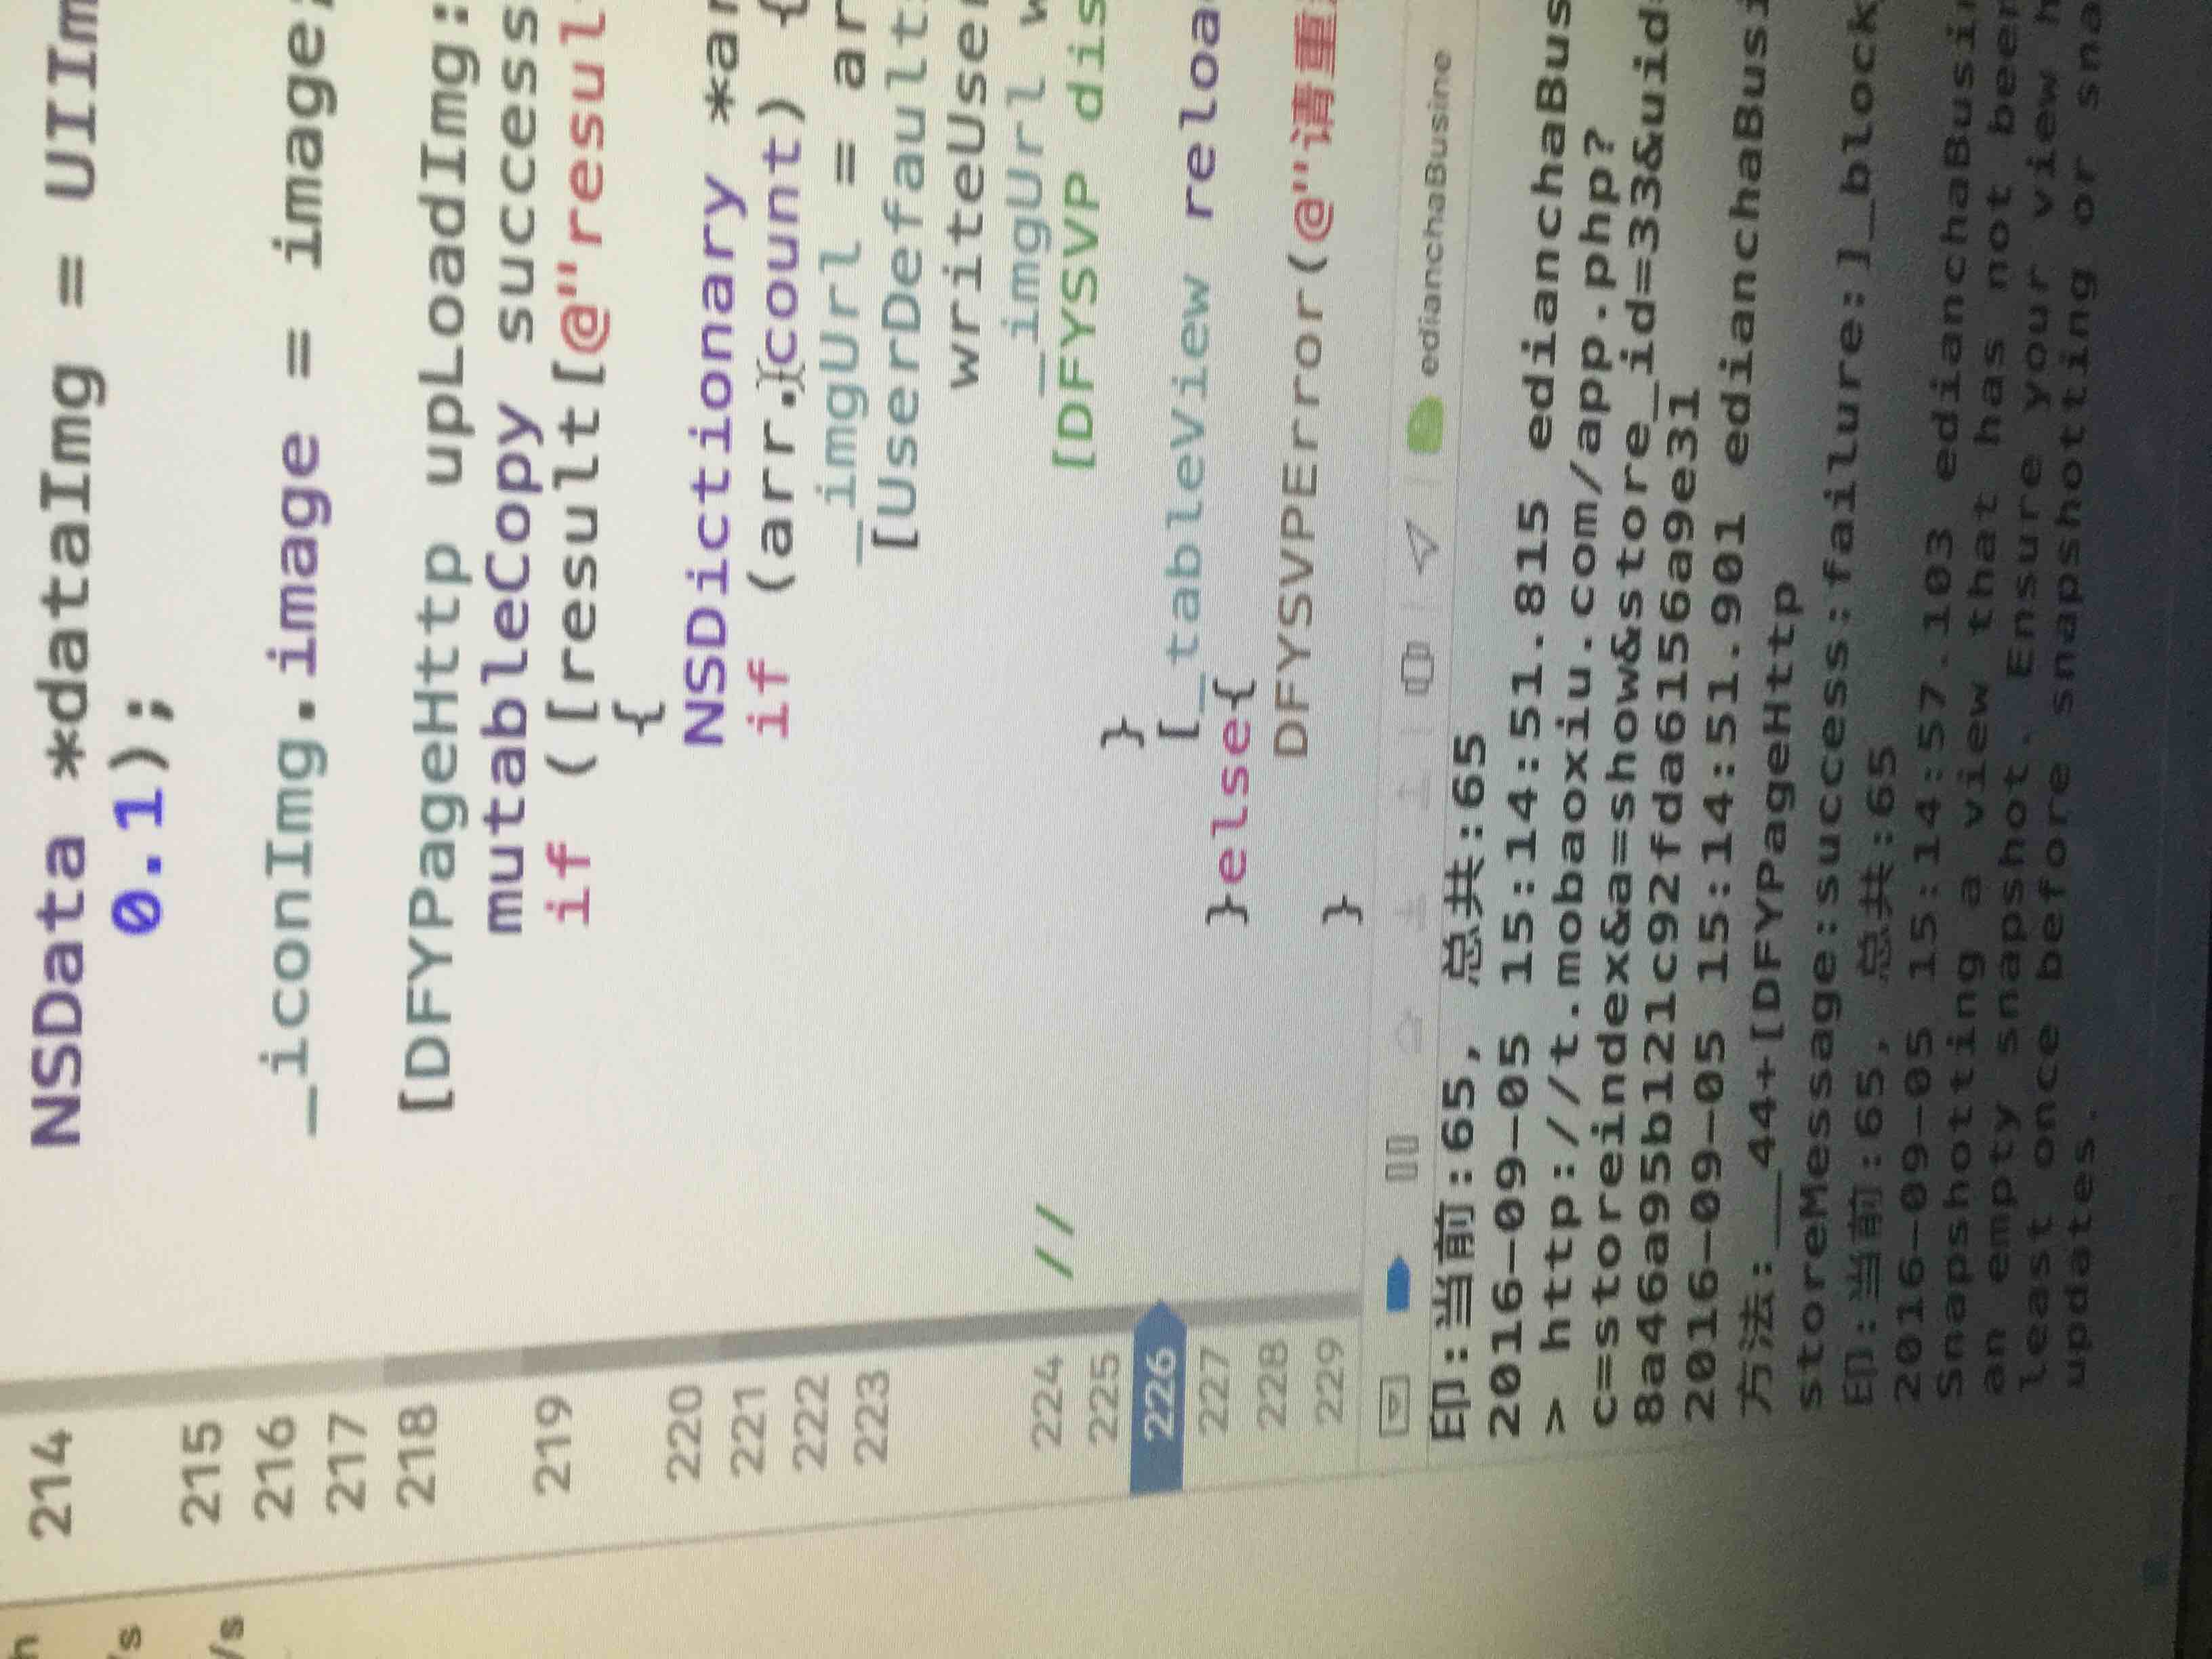 h
214 NSData *dataImg = UIIm
/s
0.1);
215
/s
216 _iconImg.image = image;
217
218 [DFYPageHttp upLoadImg:
mutableCopy success
219 if ([result[@"resul
{
220 NSDictionary *ar
221 if (arr.count) {
222 _imgUrl = ar
223 [UserDefault
writeUser
_imgUrl w
224 // [DFYSVP dis
225 }
226 [_tableView reloa
227 }else{
228 DFYSVPError(@"请重
229 }
edianchaBusine
印:当前:65, 总共:65
2016-09-05 15:14:51.815 edianchaBus
> http://t.mobaoxiu.com/app.php?
c=storeindex&a=show&store_id=33&uid=
8a46a95b121c92fda6156a9e31
2016-09-05 15:14:51.901 edianchaBusi
方法:__44+[DFYPageHttp
storeMessage:success:failure:]_block
印:当前:65, 总共:65
2016-09-05 15:14:57.103 edianchaBusin
Snapshotting a view that has not been
an empty snapshot. Ensure your view h
least once before snapshotting or sna
updates.